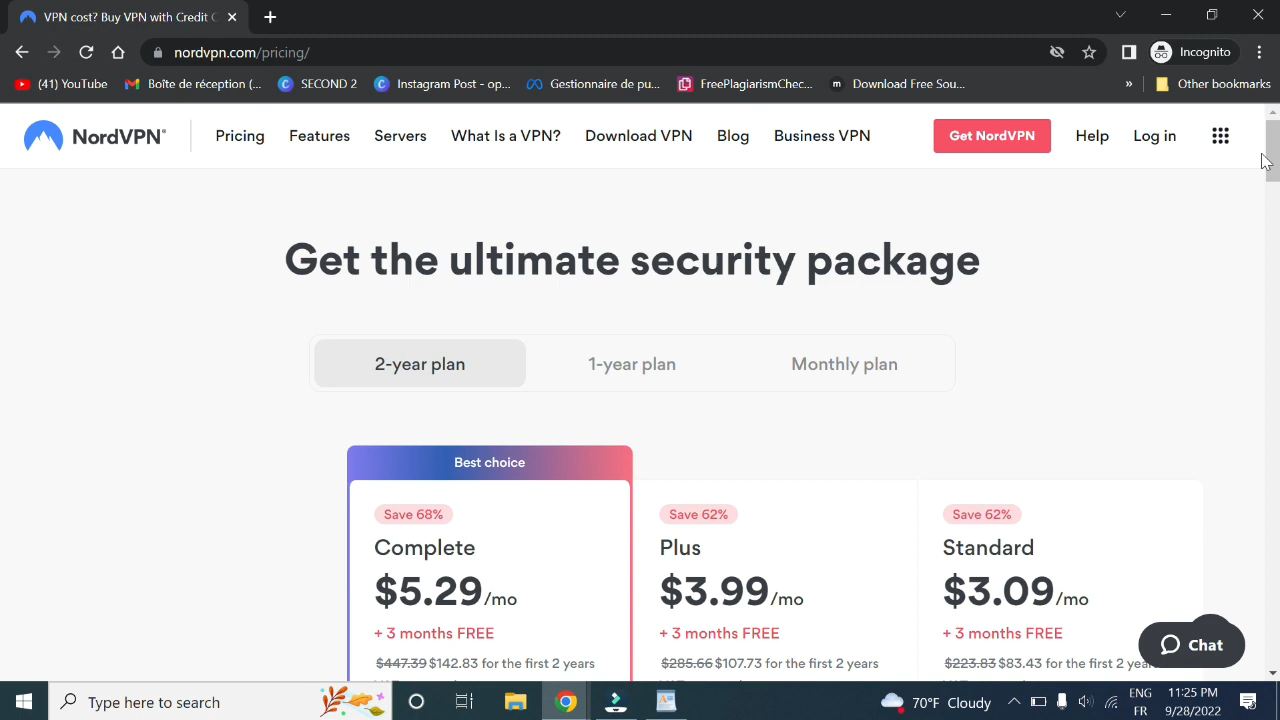 VPN cost? Buy VPN with Credit C
nordvpn.com/pricing/
Incognito
(41) YouTube
Boîte de réception (...
SECOND 2
Instagram Post - op...
Gestionnaire de pu...
FreePlagiarismChec...
Download Free Sou...
»
Other bookmarks
NordVPN®
Pricing
Features
Servers
What Is a VPN?
Download VPN
Blog
Business VPN
Get NordVPN
Help
Log in
Get the ultimate security package
2-year plan
1-year plan
Monthly plan
Best choice
Save 68%
Save 62%
Save 62%
Complete
Plus
Standard
$5.29/mo
$3.99/mo
$3.09/mo
+ 3 months FREE
+ 3 months FREE
+ 3 months FREE
$447.39 $142.83 for the first 2 years
$285.66 $107.73 for the first 2 years
$223.83 $83.43 for the first 2
Chat
Type here to search
70°F Cloudy
ENG
FR
11:25 PM
9/28/2022